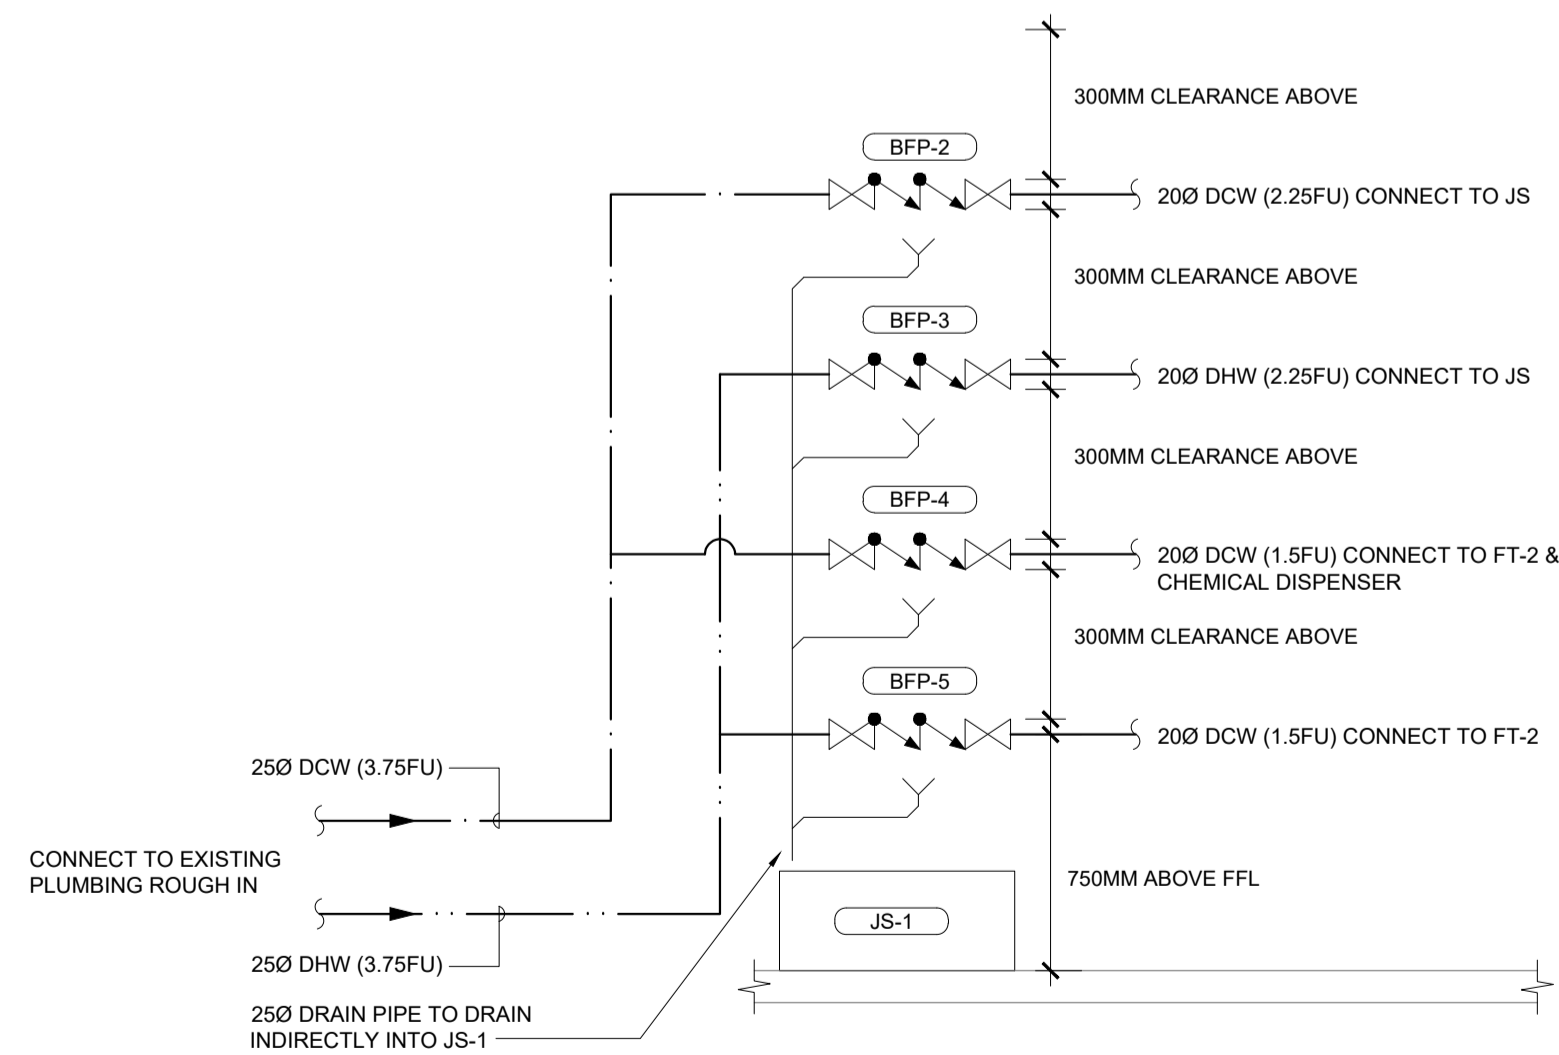 300MM CLEARANCE ABOVE
BFP-2
20Ø DCW (2.25FU) CONNECT TO JS
300MM CLEARANCE ABOVE
BFP-3
20Ø DHW (2.25FU) CONNECT TO JS
300MM CLEARANCE ABOVE
BFP-4
20Ø DCW (1.5FU) CONNECT TO FT-2 &
CHEMICAL DISPENSER
300MM CLEARANCE ABOVE
BFP-5
20Ø DCW (1.5FU) CONNECT TO FT-2
25Ø DCW (3.75FU)
CONNECT TO EXISTING
PLUMBING ROUGH IN
750MM ABOVE FFL
JS-1
25Ø DHW (3.75FU)
25Ø DRAIN PIPE TO DRAIN
INDIRECTLY INTO JS-1